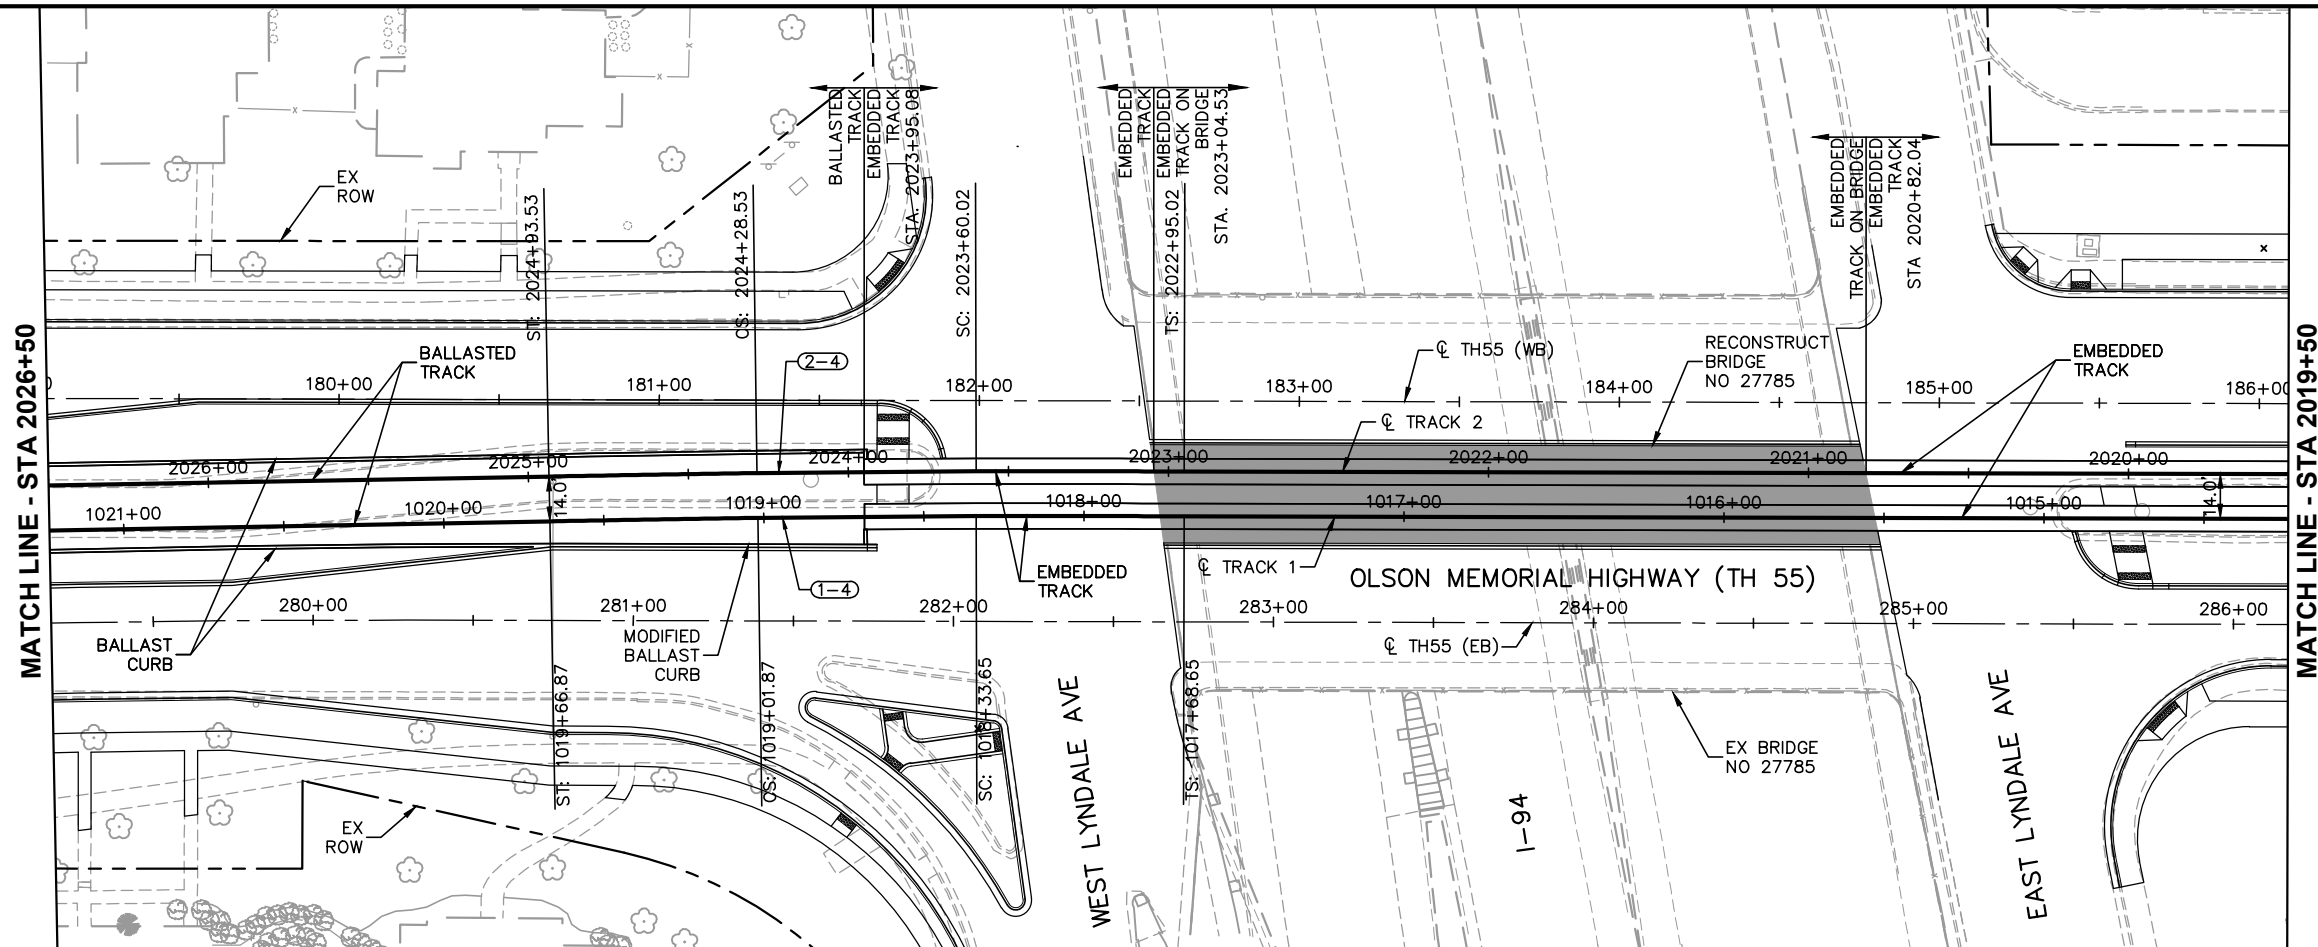 MATCH LINE - STA 2026+50
BALLASTED
TRACK
EMBEDDED
TRACK
STA. 2023+95.08
EMBEDDED
TRACK
EMBEDDED
TRACK ON
BRIDGE
STA. 2023+04.53
EMBEDDED
TRACK ON BRIDGE
EMBEDDED
TRACK
STA 2020+82.04
EX
ROW
ST: 2024+93.53
CS: 2024+28.53
SC: 2023+60.02
TS: 2022+95.02
BALLASTED
TRACK
2-4
℄ TH55 (WB)
RECONSTRUCT
BRIDGE
NO 27785
EMBEDDED
TRACK
180+00
181+00
182+00
183+00
184+00
185+00
186+00
℄ TRACK 2
2026+00
2025+00
2024+00
2023+00
2022+00
2021+00
2020+00
14.0'
14.0'
1021+00
1020+00
1019+00
1018+00
1017+00
1016+00
1015+00
℄ TRACK 1
EMBEDDED
TRACK
1-4
OLSON MEMORIAL HIGHWAY (TH 55)
280+00
281+00
282+00
283+00
284+00
285+00
286+00
BALLAST
CURB
MODIFIED
BALLAST
CURB
℄ TH55 (EB)
ST: 1019+66.87
CS: 1019+01.87
SC: 1018+33.65
TS: 1017+68.65
EX BRIDGE
NO 27785
EX
ROW
WEST LYNDALE AVE
I-94
EAST LYNDALE AVE
MATCH LINE - STA 2019+50